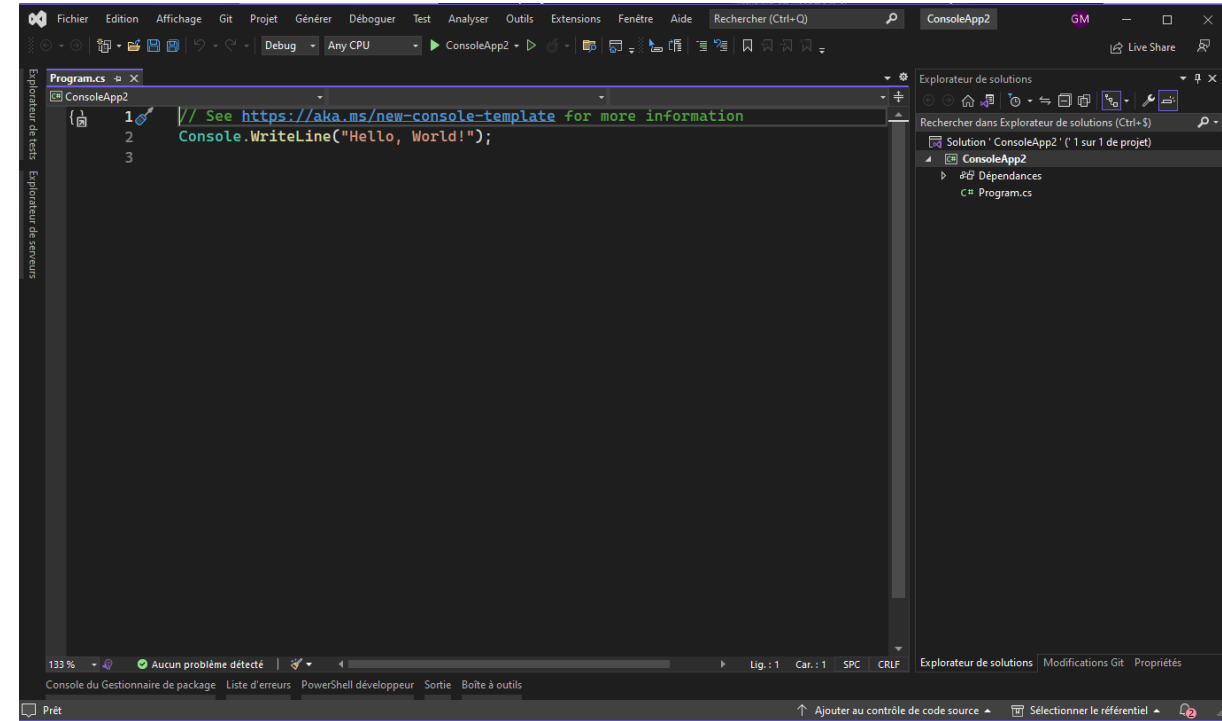 Fichier Edition Affichage Git Projet Générer Déboguer Test Analyser Outils Extensions Fenêtre Aide Rechercher (Ctrl+Q) ConsoleApp2 GM
Debug Any CPU ConsoleApp2 Live Share
Explorateur de tests
Explorateur de serveurs
Program.cs
ConsoleApp2
1 // See https://aka.ms/new-console-template for more information
2 Console.WriteLine("Hello, World!");
3
Explorateur de solutions
Rechercher dans Explorateur de solutions (Ctrl+$)
Solution ' ConsoleApp2 ' (' 1 sur 1 de projet)
C# ConsoleApp2
Dépendances
C# Program.cs
133 % Aucun problème détecté Lig. : 1 Car. : 1 SPC CRLF
Explorateur de solutions Modifications Git Propriétés
Console du Gestionnaire de package Liste d'erreurs PowerShell développeur Sortie Boîte à outils
Prêt Ajouter au contrôle de code source Sélectionner le référentiel 2